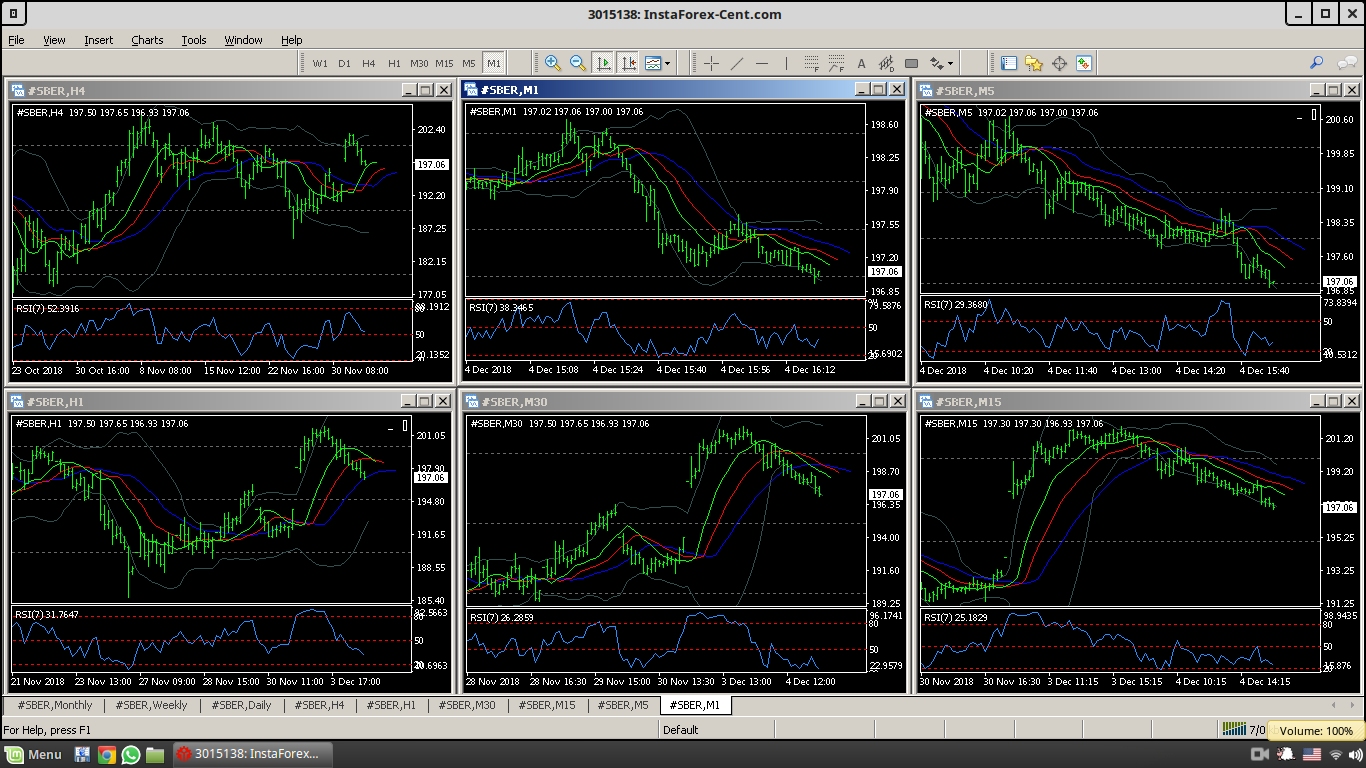 3015138: InstaForex-Cent.com
File View Insert Charts Tools Window Help
W1 D1 H4 H1 M30 M15 M5 M1
#SBER,H4
#SBER,H4 197.50 197.65 196.93 197.06
202.40
197.06
192.20
187.25
182.15
177.05
RSI(7) 52.3916
50
20.1352
23 Oct 2018 30 Oct 16:00 8 Nov 08:00 15 Nov 12:00 22 Nov 16:00 30 Nov 08:00
#SBER,M1
#SBER,M1 197.02 197.06 197.00 197.06
198.60
198.25
197.90
197.55
197.20
197.06
196.85
RSI(7) 38.3465
79.5876
50
15.6902
4 Dec 2018 4 Dec 15:08 4 Dec 15:24 4 Dec 15:40 4 Dec 15:56 4 Dec 16:12
#SBER,M5
#SBER,M5 197.02 197.06 197.00 197.06
200.60
199.85
199.10
198.35
197.60
197.06
196.85
RSI(7) 29.3680
73.8394
50
4 Dec 2018 4 Dec 10:20 4 Dec 11:40 4 Dec 13:00 4 Dec 14:20 4 Dec 15:40
#SBER,H1
#SBER,H1 197.50 197.65 196.93 197.06
201.05
197.90
197.06
194.80
191.65
188.55
185.40
RSI(7) 31.7647
80
50
21 Nov 2018 23 Nov 13:00 27 Nov 09:00 28 Nov 15:00 30 Nov 11:00 3 Dec 17:00
#SBER,M30
#SBER,M30 197.50 197.65 196.93 197.06
201.05
198.70
197.06
196.35
194.00
191.60
189.25
RSI(7) 26.2859
96.1741
80
50
22.9579
28 Nov 2018 28 Nov 16:30 29 Nov 15:00 30 Nov 13:30 3 Dec 13:00 4 Dec 12:00
#SBER,M15
#SBER,M15 197.30 197.30 196.93 197.06
201.20
199.20
197.06
195.25
193.25
191.25
RSI(7) 25.1829
98.9435
80
50
30 Nov 2018 30 Nov 16:30 3 Dec 11:15 3 Dec 15:15 4 Dec 10:15 4 Dec 14:15
#SBER,Monthly #SBER,Weekly #SBER,Daily #SBER,H4 #SBER,H1 #SBER,M30 #SBER,M15 #SBER,M5 #SBER,M1
For Help, press F1 Default 7/0
Volume: 100%
Menu 3015138: InstaForex...